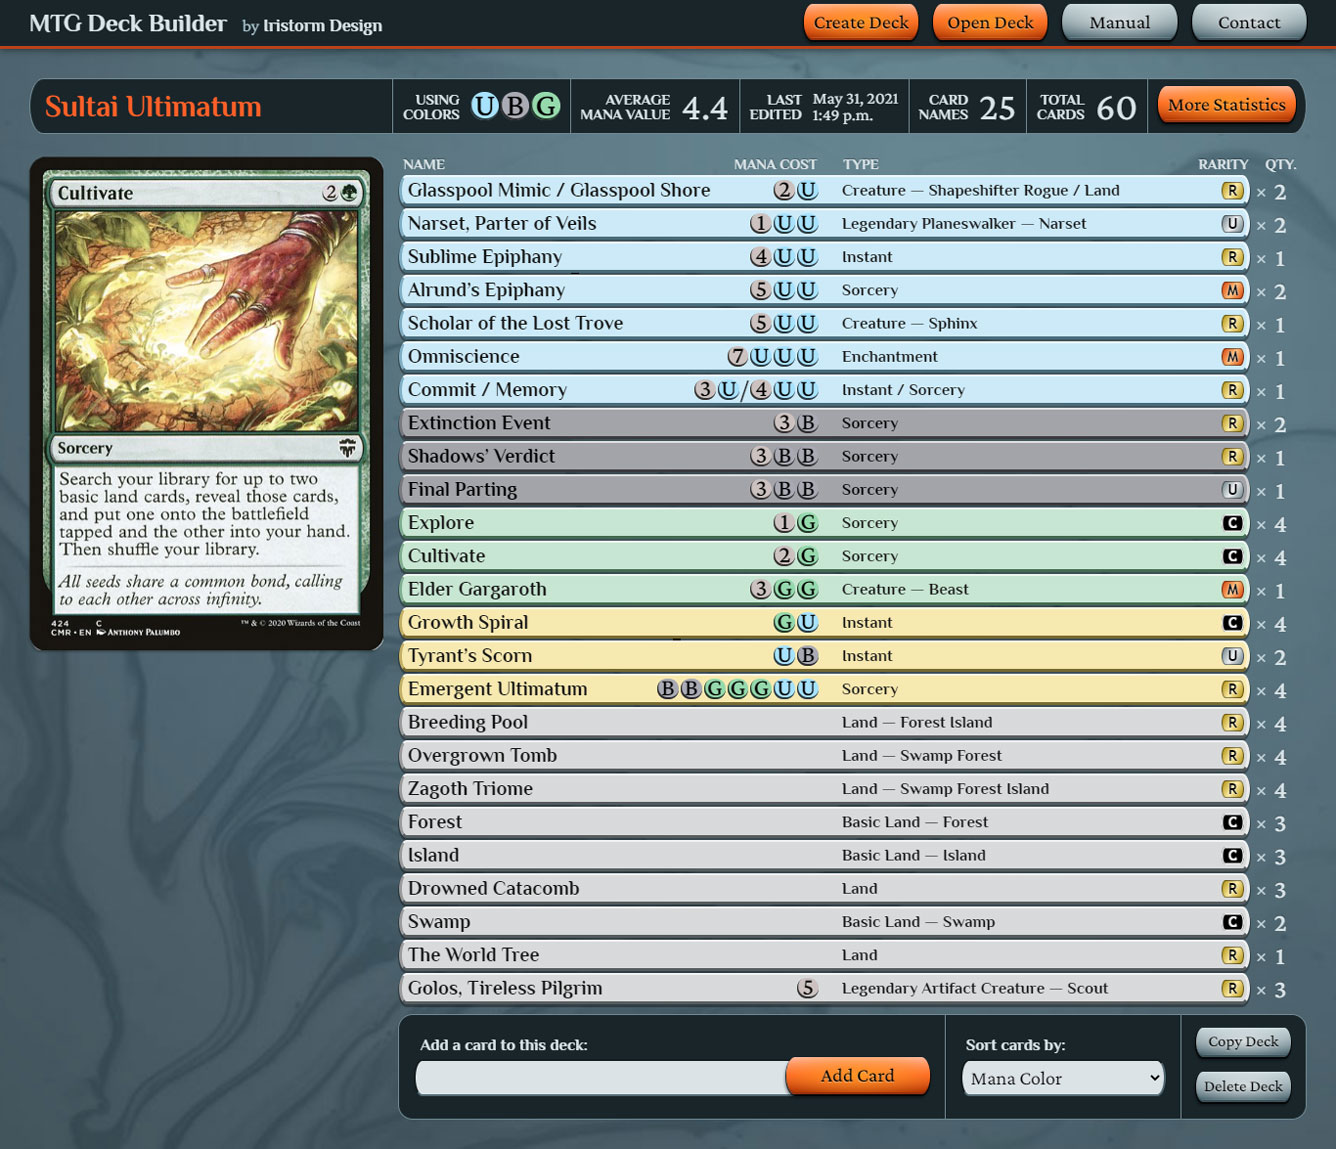 MTG Deck Builder by Iristorm Design
Create Deck Open Deck Manual Contact
Sultai Ultimatum
USING COLORS U B G
AVERAGE MANA VALUE 4.4
LAST EDITED May 31, 2021 1:49 p.m.
CARD NAMES 25
TOTAL CARDS 60
More Statistics
Cultivate 2
Sorcery
Search your library for up to two
basic land cards, reveal those cards,
and put one onto the battlefield
tapped and the other into your hand.
Then shuffle your library.
All seeds share a common bond, calling
to each other across infinity.
424 C
CMR • EN Anthony Palumbo
™ & © 2020 Wizards of the Coast
NAME MANA COST TYPE RARITY QTY.
Glasspool Mimic / Glasspool Shore 2 U Creature — Shapeshifter Rogue / Land R × 2
Narset, Parter of Veils 1 U U Legendary Planeswalker — Narset U × 2
Sublime Epiphany 4 U U Instant R × 1
Alrund’s Epiphany 5 U U Sorcery M × 2
Scholar of the Lost Trove 5 U U Creature — Sphinx R × 1
Omniscience 7 U U U Enchantment M × 1
Commit / Memory 3 U / 4 U U Instant / Sorcery R × 1
Extinction Event 3 B Sorcery R × 2
Shadows’ Verdict 3 B B Sorcery R × 1
Final Parting 3 B B Sorcery U × 1
Explore 1 G Sorcery C × 4
Cultivate 2 G Sorcery C × 4
Elder Gargaroth 3 G G Creature — Beast M × 1
Growth Spiral G U Instant C × 4
Tyrant’s Scorn U B Instant U × 2
Emergent Ultimatum B B G G G U U Sorcery R × 4
Breeding Pool Land — Forest Island R × 4
Overgrown Tomb Land — Swamp Forest R × 4
Zagoth Triome Land — Swamp Forest Island R × 4
Forest Basic Land — Forest C × 3
Island Basic Land — Island C × 3
Drowned Catacomb Land R × 3
Swamp Basic Land — Swamp C × 2
The World Tree Land R × 1
Golos, Tireless Pilgrim 5 Legendary Artifact Creature — Scout R × 3
Add a card to this deck:
Add Card
Sort cards by:
Mana Color
Copy Deck
Delete Deck